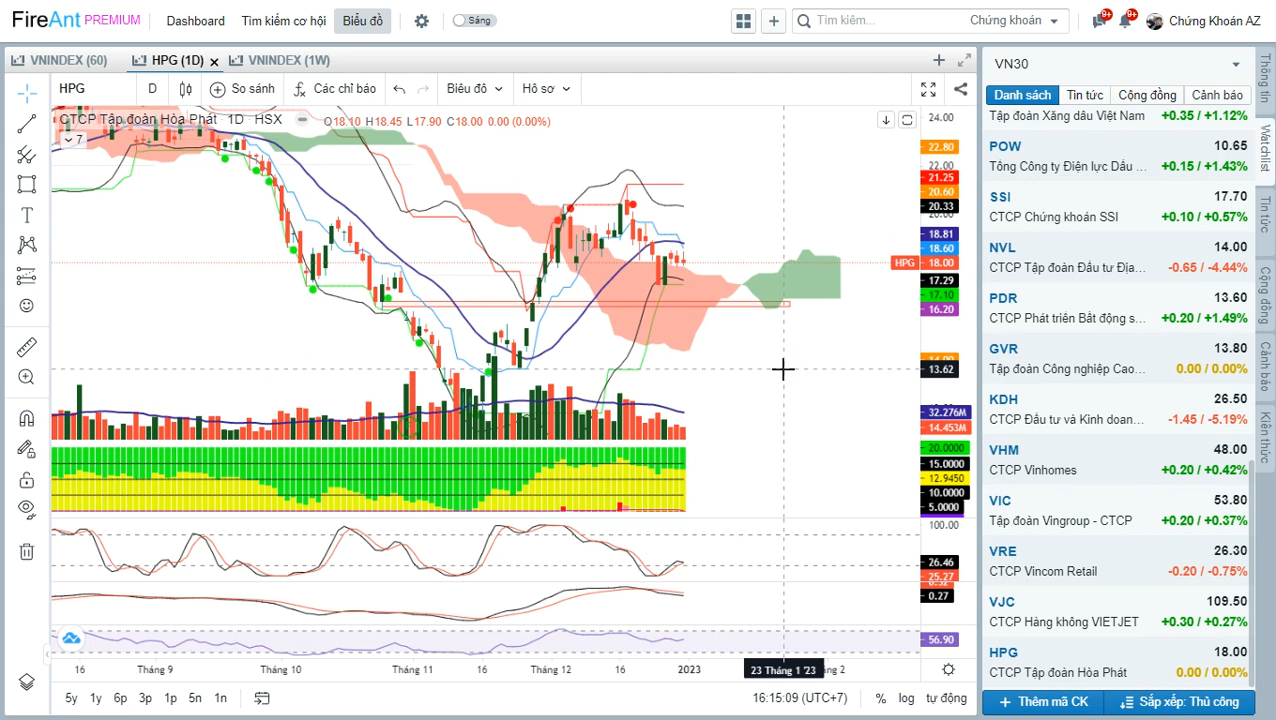 FireAnt PREMIUM
Dashboard
Tìm kiếm cơ hội
Biểu đồ
Sáng
Tìm kiếm...
Chứng khoán
9+
9+
Chứng Khoán AZ
VNINDEX (60)
HPG (1D)
VNINDEX (1W)
HPG
D
So sánh
Các chỉ báo
Biểu đồ
Hồ sơ
CTCP Tập đoàn Hòa Phát 1D HSX
O18.10 H18.45 L17.90 C18.00 0.00 (0.00%)
7
24.00
22.80
22.00
21.25
20.60
20.33
20.00
18.81
18.60
HPG 18.00
17.29
17.10
16.20
14.00
13.62
32.276M
14.453M
20.0000
15.0000
12.9450
10.0000
5.0000
100.00
26.46
25.27
0.27
56.90
16
Tháng 9
Tháng 10
Tháng 11
16
Tháng 12
16
2023
23 Tháng 1 '23
5y
1y
6p
3p
1p
5n
1n
16:15:09 (UTC+7)
%
log
tự động
VN30
Danh sách
Tin tức
Cộng đồng
Cảnh báo
Tập đoàn Xăng dầu Việt Nam +0.35 / +1.12%
POW 10.65
Tổng Công ty Điện lực Dầu ... +0.15 / +1.43%
SSI 17.70
CTCP Chứng khoán SSI +0.10 / +0.57%
NVL 14.00
CTCP Tập đoàn Đầu tư Địa... -0.65 / -4.44%
PDR 13.60
CTCP Phát triển Bất động s... +0.20 / +1.49%
GVR 13.80
Tập đoàn Công nghiệp Cao... 0.00 / 0.00%
KDH 26.50
CTCP Đầu tư và Kinh doan... -1.45 / -5.19%
VHM 48.00
CTCP Vinhomes +0.20 / +0.42%
VIC 53.80
Tập đoàn Vingroup - CTCP +0.20 / +0.37%
VRE 26.30
CTCP Vincom Retail -0.20 / -0.75%
VJC 109.50
CTCP Hàng không VIETJET +0.30 / +0.27%
HPG 18.00
CTCP Tập đoàn Hòa Phát 0.00 / 0.00%
Thêm mã CK
Sắp xếp: Thủ công
Thông tin
Watchlist
Tin tức
Cộng đồng
Cảnh báo
Kiến thức